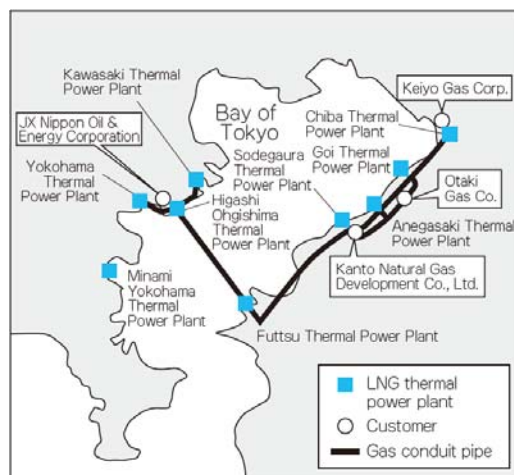 Keiyo Gas Corp.
Kawasaki Thermal
Power Plant
Bay of
Tokyo
Chiba Thermal
Power Plant
JX Nippon Oil &
Energy Corporation
Sodegaura
Thermal
Power Plant
Goi Thermal
Power Plant
Yokohama
Thermal
Power Plant
Higashi
Ohgishima
Thermal
Power Plant
Otaki
Gas Co.
Anegasaki Thermal
Power Plant
Kanto Natural Gas
Development Co., Ltd.
Minami
Yokohama
Thermal
Power Plant
Futtsu Thermal Power Plant
LNG thermal
power plant
Customer
Gas conduit pipe